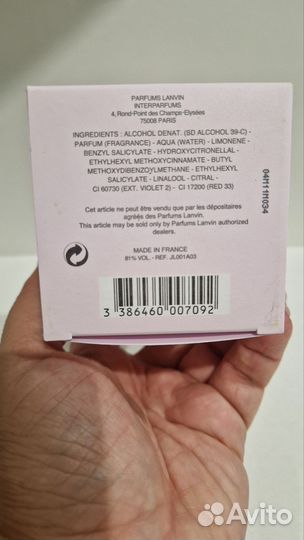 PARFUMS LANVIN
INTERPARFUMS
4, Rond-Point des Champs-Elysées
75008 PARIS
INGREDIENTS : ALCOHOL DENAT. (SD ALCOHOL 39-C) -
PARFUM (FRAGRANCE) - AQUA (WATER) - LIMONENE -
BENZYL SALICYLATE - HYDROXYCITRONELLAL -
ETHYLHEXYL METHOXYCINNAMATE - BUTYL
METHOXYDIBENZOYLMETHANE - ETHYLHEXYL
SALICYLATE - LINALOOL - CITRAL -
CI 60730 (EXT. VIOLET 2) - CI 17200 (RED 33)
04M11M034
Cet article ne peut être vendu que par les dépositaires
agréés des Parfums Lanvin.
This article may be sold only by Parfums Lanvin authorized
dealers.
MADE IN FRANCE
81% VOL - REF. JL001A03
3 386460 007092
Avito